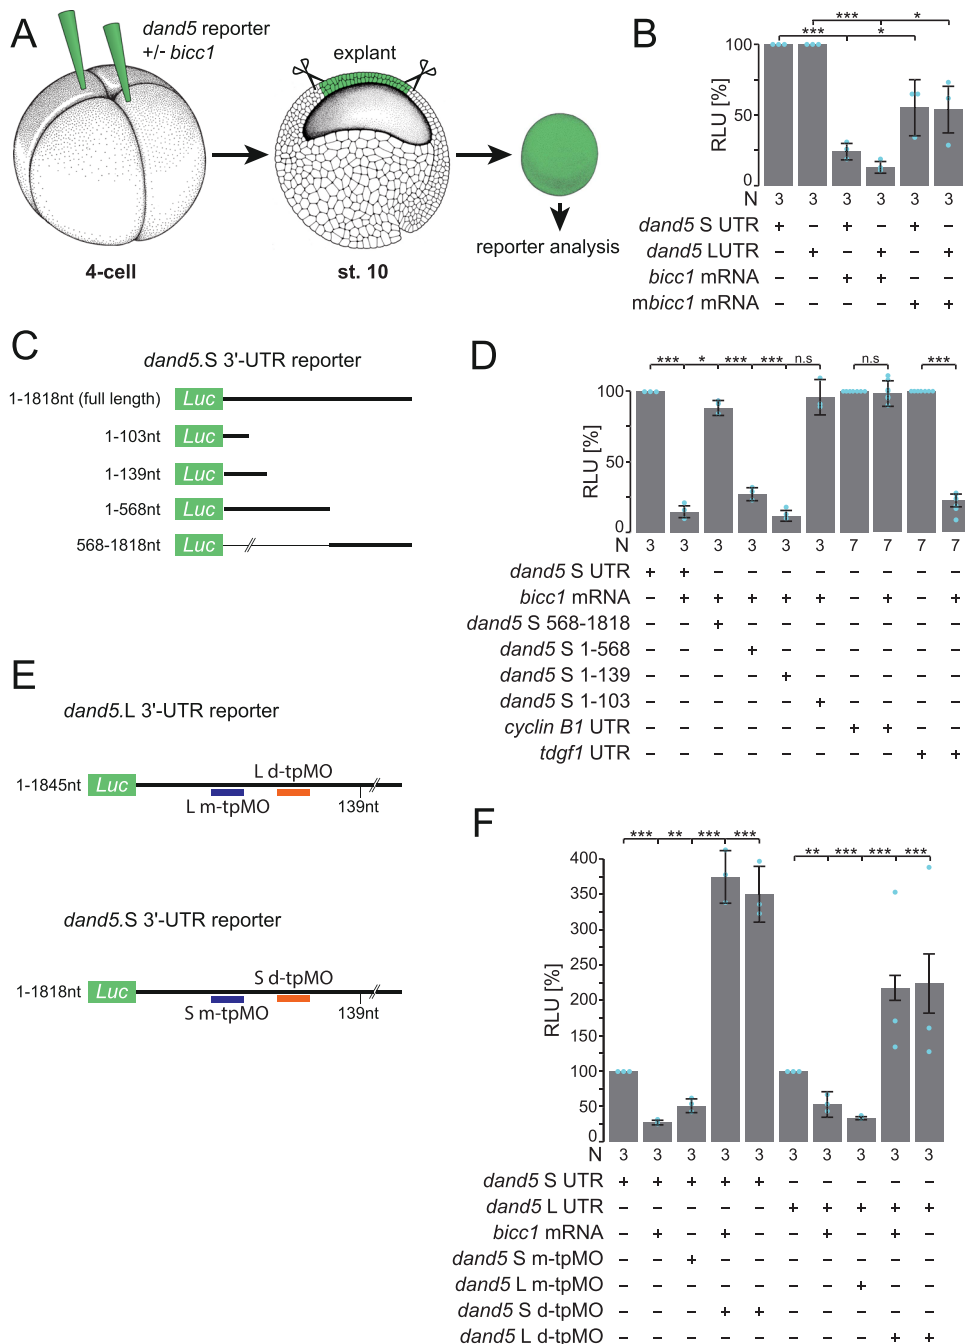 A
dand5 reporter
+/- bicc1
explant
reporter analysis
4-cell
st. 10
B
*** *
*** *
RLU [%]
100
50
0
N 3 3 3 3 3 3
dand5 S UTR + – + – + –
dand5 LUTR – + – + – +
bicc1 mRNA – – + + – –
mbicc1 mRNA – – – – + +
C
dand5.S 3'-UTR reporter
1-1818nt (full length) Luc
1-103nt Luc
1-139nt Luc
1-568nt Luc
568-1818nt Luc //
D
*** * *** *** n.s n.s ***
RLU [%]
100
50
0
N 3 3 3 3 3 3 7 7 7 7
dand5 S UTR + + – – – – – – – –
bicc1 mRNA – + + + + + – + – +
dand5 S 568-1818 – – + – – – – – – –
dand5 S 1-568 – – – + – – – – – –
dand5 S 1-139 – – – – + – – – – –
dand5 S 1-103 – – – – – + – – – –
cyclin B1 UTR – – – – – – + + – –
tdgf1 UTR – – – – – – – – + +
E
dand5.L 3'-UTR reporter
L d-tpMO
1-1845nt Luc //
L m-tpMO 139nt
dand5.S 3'-UTR reporter
S d-tpMO
1-1818nt Luc //
S m-tpMO 139nt
F
*** ** *** *** ** *** *** ***
RLU [%]
400
350
300
250
200
150
100
50
0
N 3 3 3 3 3 3 3 3 3 3
dand5 S UTR + + + + + – – – – –
dand5 L UTR – – – – – + + + + +
bicc1 mRNA – + – + – – + – + –
dand5 S m-tpMO – – + – – – – – – –
dand5 L m-tpMO – – – – – – – + – –
dand5 S d-tpMO – – – + + – – – – –
dand5 L d-tpMO – – – – – – – – + +